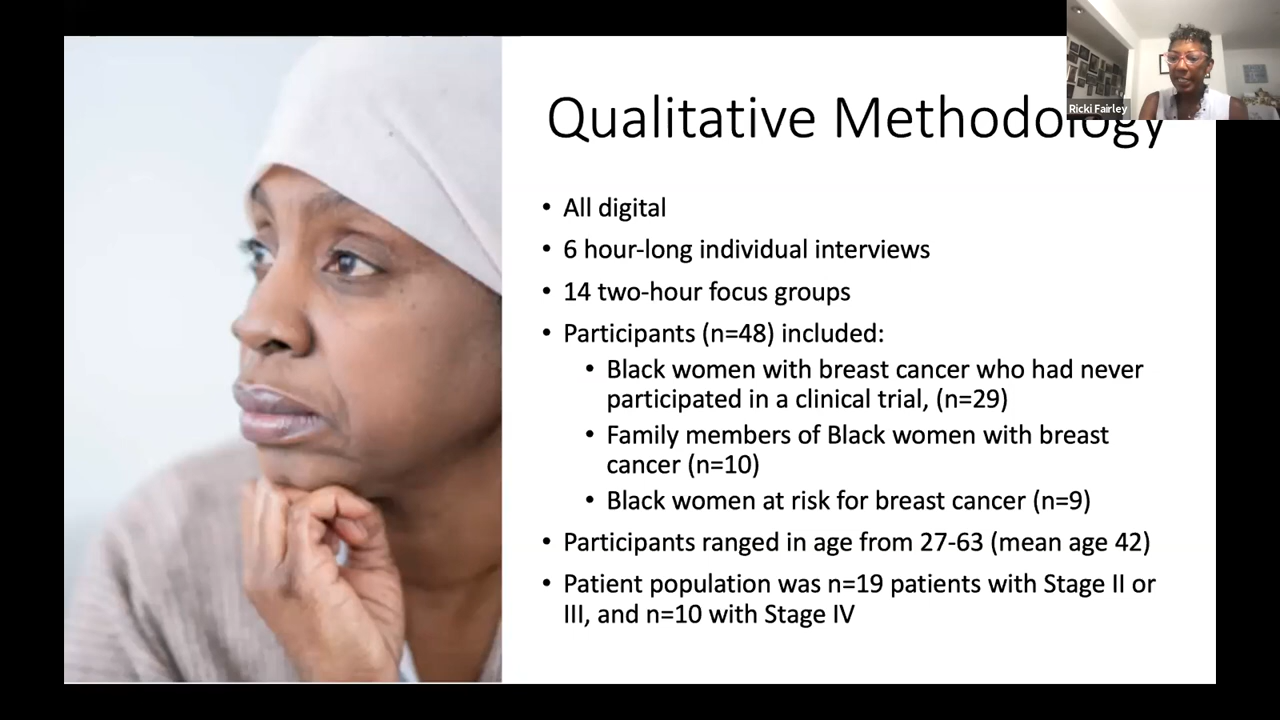 Ricki Fairley
Qualitative Methodology
• All digital
• 6 hour-long individual interviews
• 14 two-hour focus groups
• Participants (n=48) included:
• Black women with breast cancer who had never
participated in a clinical trial, (n=29)
• Family members of Black women with breast
cancer (n=10)
• Black women at risk for breast cancer (n=9)
• Participants ranged in age from 27-63 (mean age 42)
• Patient population was n=19 patients with Stage II or
III, and n=10 with Stage IV